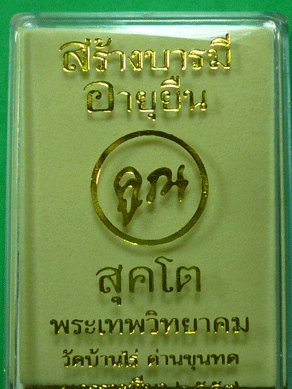 สร้างบารมี
อายุยืน
คูณ
สุคโต
พระเทพวิทยาคม
วัดบ้านไร่ ด่านขุนทด